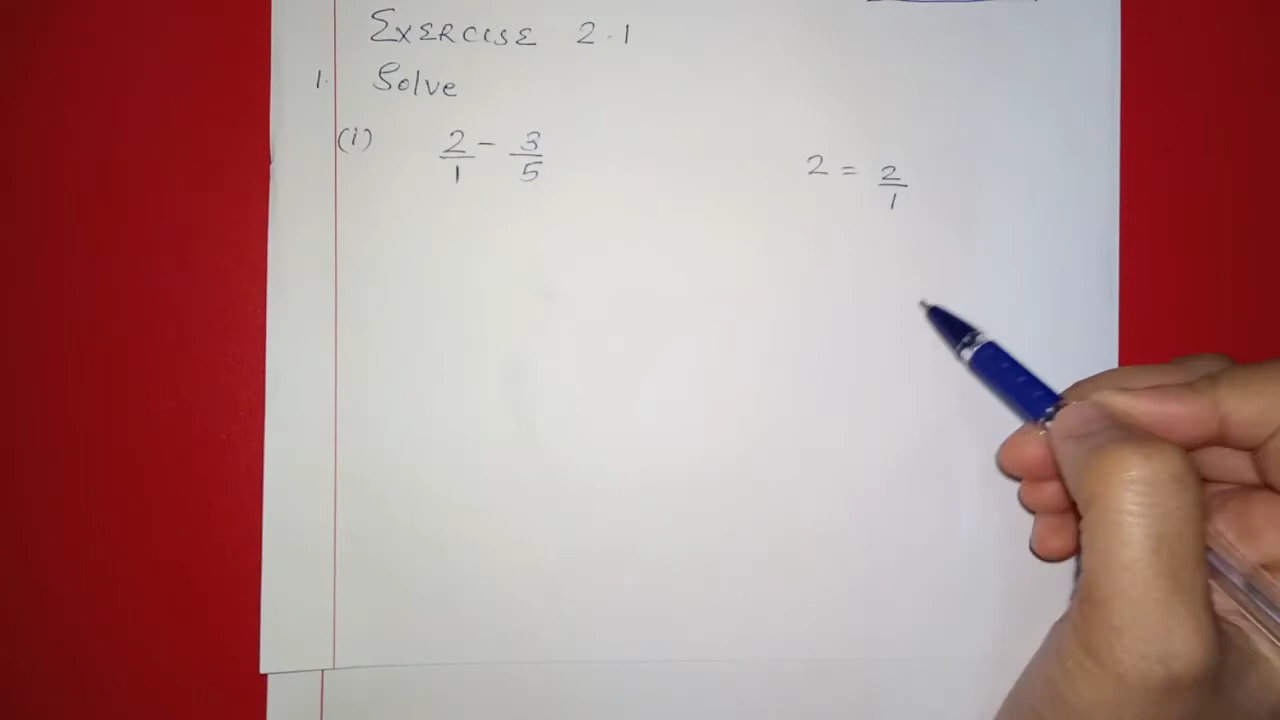 EXERCISE 2.1
1. Solve
(i) 2/1 - 3/5
2 = 2/1